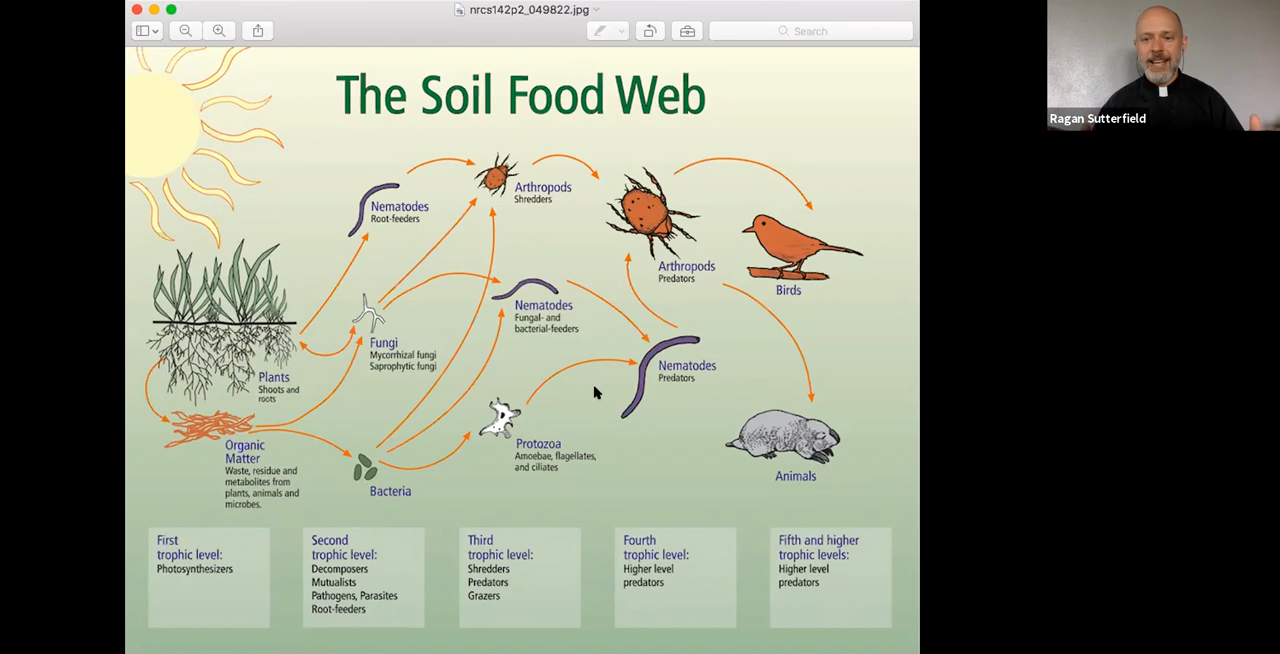 nrcs142p2_049822.jpg
Search
Ragan Sutterfield
The Soil Food Web
Arthropods
Shredders
Nematodes
Root-feeders
Arthropods
Predators
Birds
Nematodes
Fungal- and
bacterial-feeders
Fungi
Mycorrhizal fungi
Saprophytic fungi
Nematodes
Predators
Plants
Shoots and
roots
Organic
Matter
Waste, residue and
metabolites from
plants, animals and
microbes.
Protozoa
Amoebae, flagellates,
and ciliates
Animals
Bacteria
First
trophic level:
Photosynthesizers
Second
trophic level:
Decomposers
Mutualists
Pathogens, Parasites
Root-feeders
Third
trophic level:
Shredders
Predators
Grazers
Fourth
trophic level:
Higher level
predators
Fifth and higher
trophic levels:
Higher level
predators